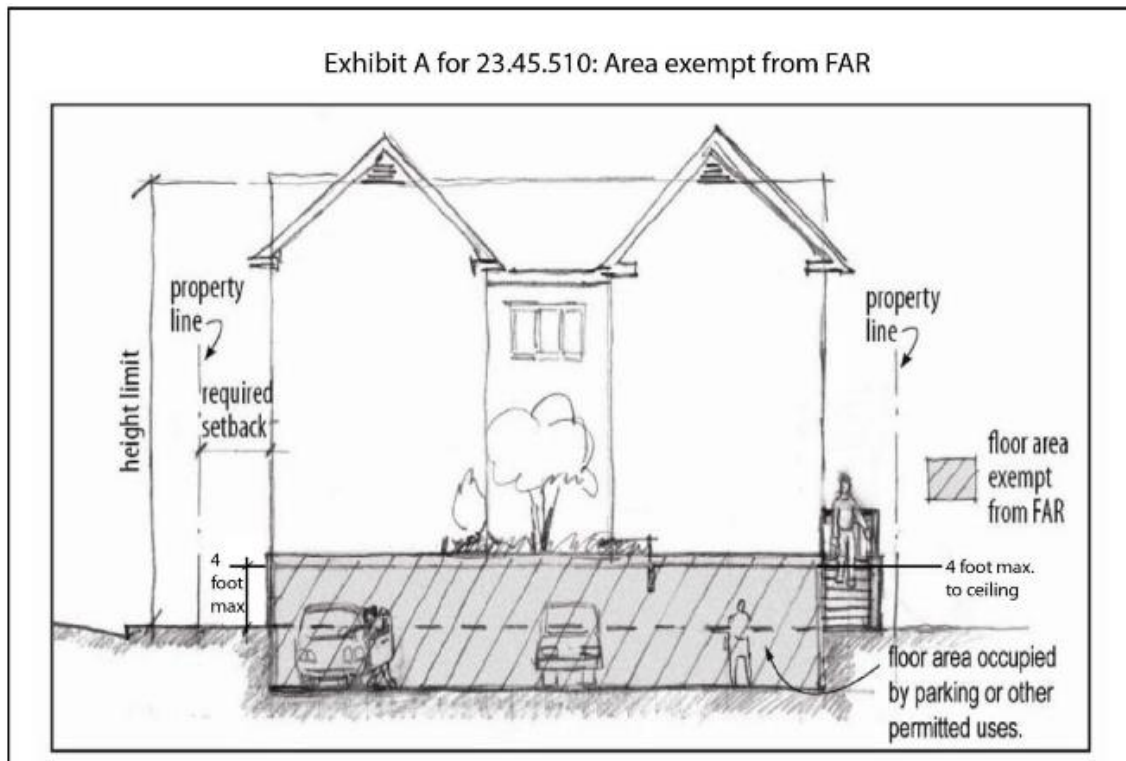 Exhibit A for 23.45.510: Area exempt from FAR
height limit
property
line
required
setback
4
foot
max
property
line
floor area
exempt
from FAR
4 foot max.
to ceiling
floor area occupied
by parking or other
permitted uses.